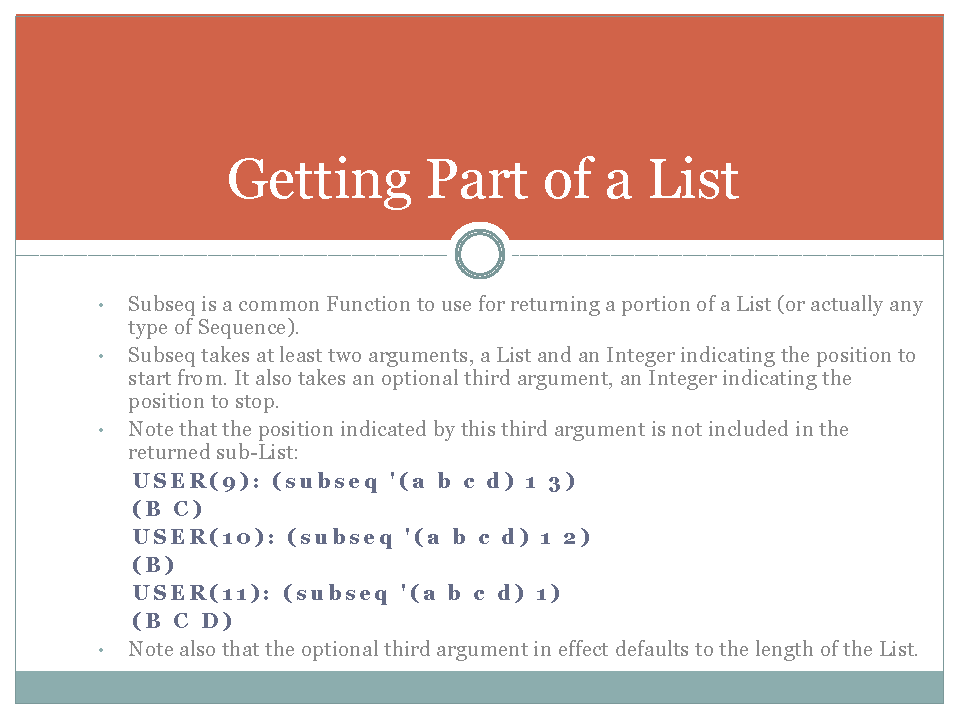 Getting Part of a List
• Subseq is a common Function to use for returning a portion of a List (or actually any
type of Sequence).
• Subseq takes at least two arguments, a List and an Integer indicating the position to
start from. It also takes an optional third argument, an Integer indicating the
position to stop.
• Note that the position indicated by this third argument is not included in the
returned sub-List:
USER(9): (subseq '(a b c d) 1 3)
(B C)
USER(10): (subseq '(a b c d) 1 2)
(B)
USER(11): (subseq '(a b c d) 1)
(B C D)
• Note also that the optional third argument in effect defaults to the length of the List.